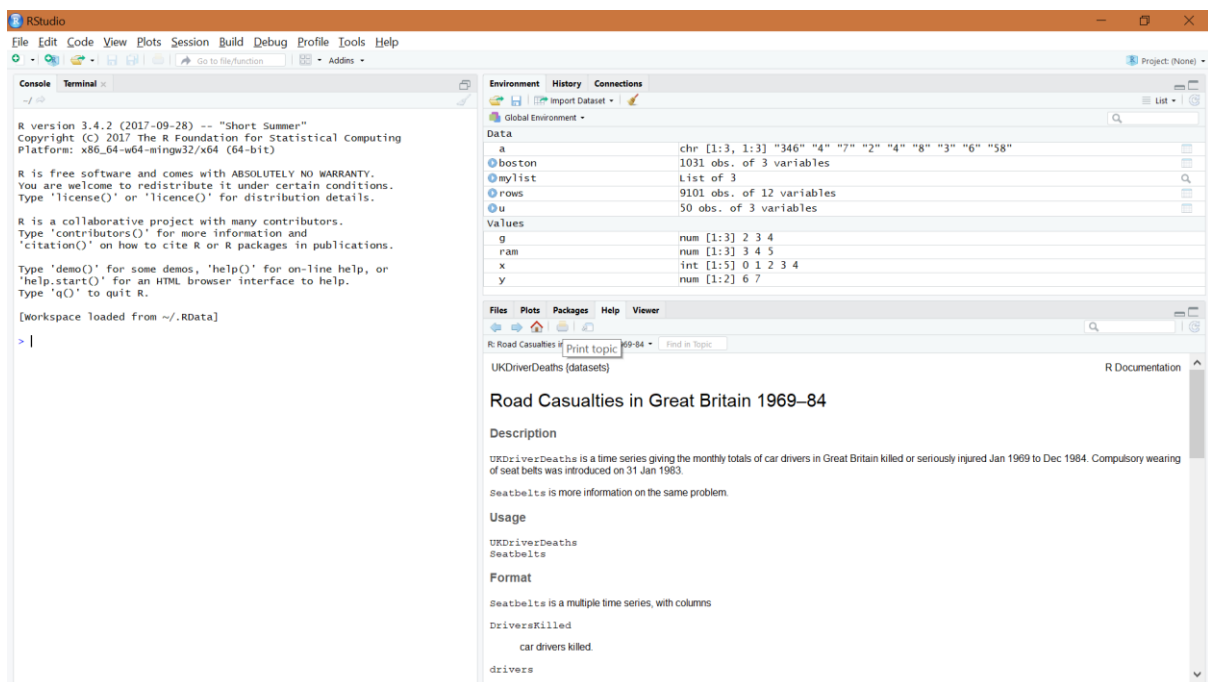 RStudio
File Edit Code View Plots Session Build Debug Profile Tools Help
Go to file/function Addins Project: (None)
Console Terminal
~/
R version 3.4.2 (2017-09-28) -- "Short Summer"
Copyright (C) 2017 The R Foundation for Statistical Computing
Platform: x86_64-w64-mingw32/x64 (64-bit)
R is free software and comes with ABSOLUTELY NO WARRANTY.
You are welcome to redistribute it under certain conditions.
Type 'license()' or 'licence()' for distribution details.
R is a collaborative project with many contributors.
Type 'contributors()' for more information and
'citation()' on how to cite R or R packages in publications.
Type 'demo()' for some demos, 'help()' for on-line help, or
'help.start()' for an HTML browser interface to help.
Type 'q()' to quit R.
[Workspace loaded from ~/.RData]
>
Environment History Connections
Import Dataset List
Global Environment
Data
a chr [1:3, 1:3] "346" "4" "7" "2" "4" "8" "3" "6" "58"
boston 1031 obs. of 3 variables
mylist List of 3
rows 9101 obs. of 12 variables
u 50 obs. of 3 variables
Values
g num [1:3] 2 3 4
ram num [1:3] 3 4 5
x int [1:5] 0 1 2 3 4
y num [1:2] 6 7
Files Plots Packages Help Viewer
R: Road Casualties 69-84 Find in Topic
Print topic
UKDriverDeaths {datasets} R Documentation
Road Casualties in Great Britain 1969–84
Description
UKDriverDeaths is a time series giving the monthly totals of car drivers in Great Britain killed or seriously injured Jan 1969 to Dec 1984. Compulsory wearing
of seat belts was introduced on 31 Jan 1983.
Seatbelts is more information on the same problem.
Usage
UKDriverDeaths
Seatbelts
Format
Seatbelts is a multiple time series, with columns
DriversKilled
car drivers killed.
drivers